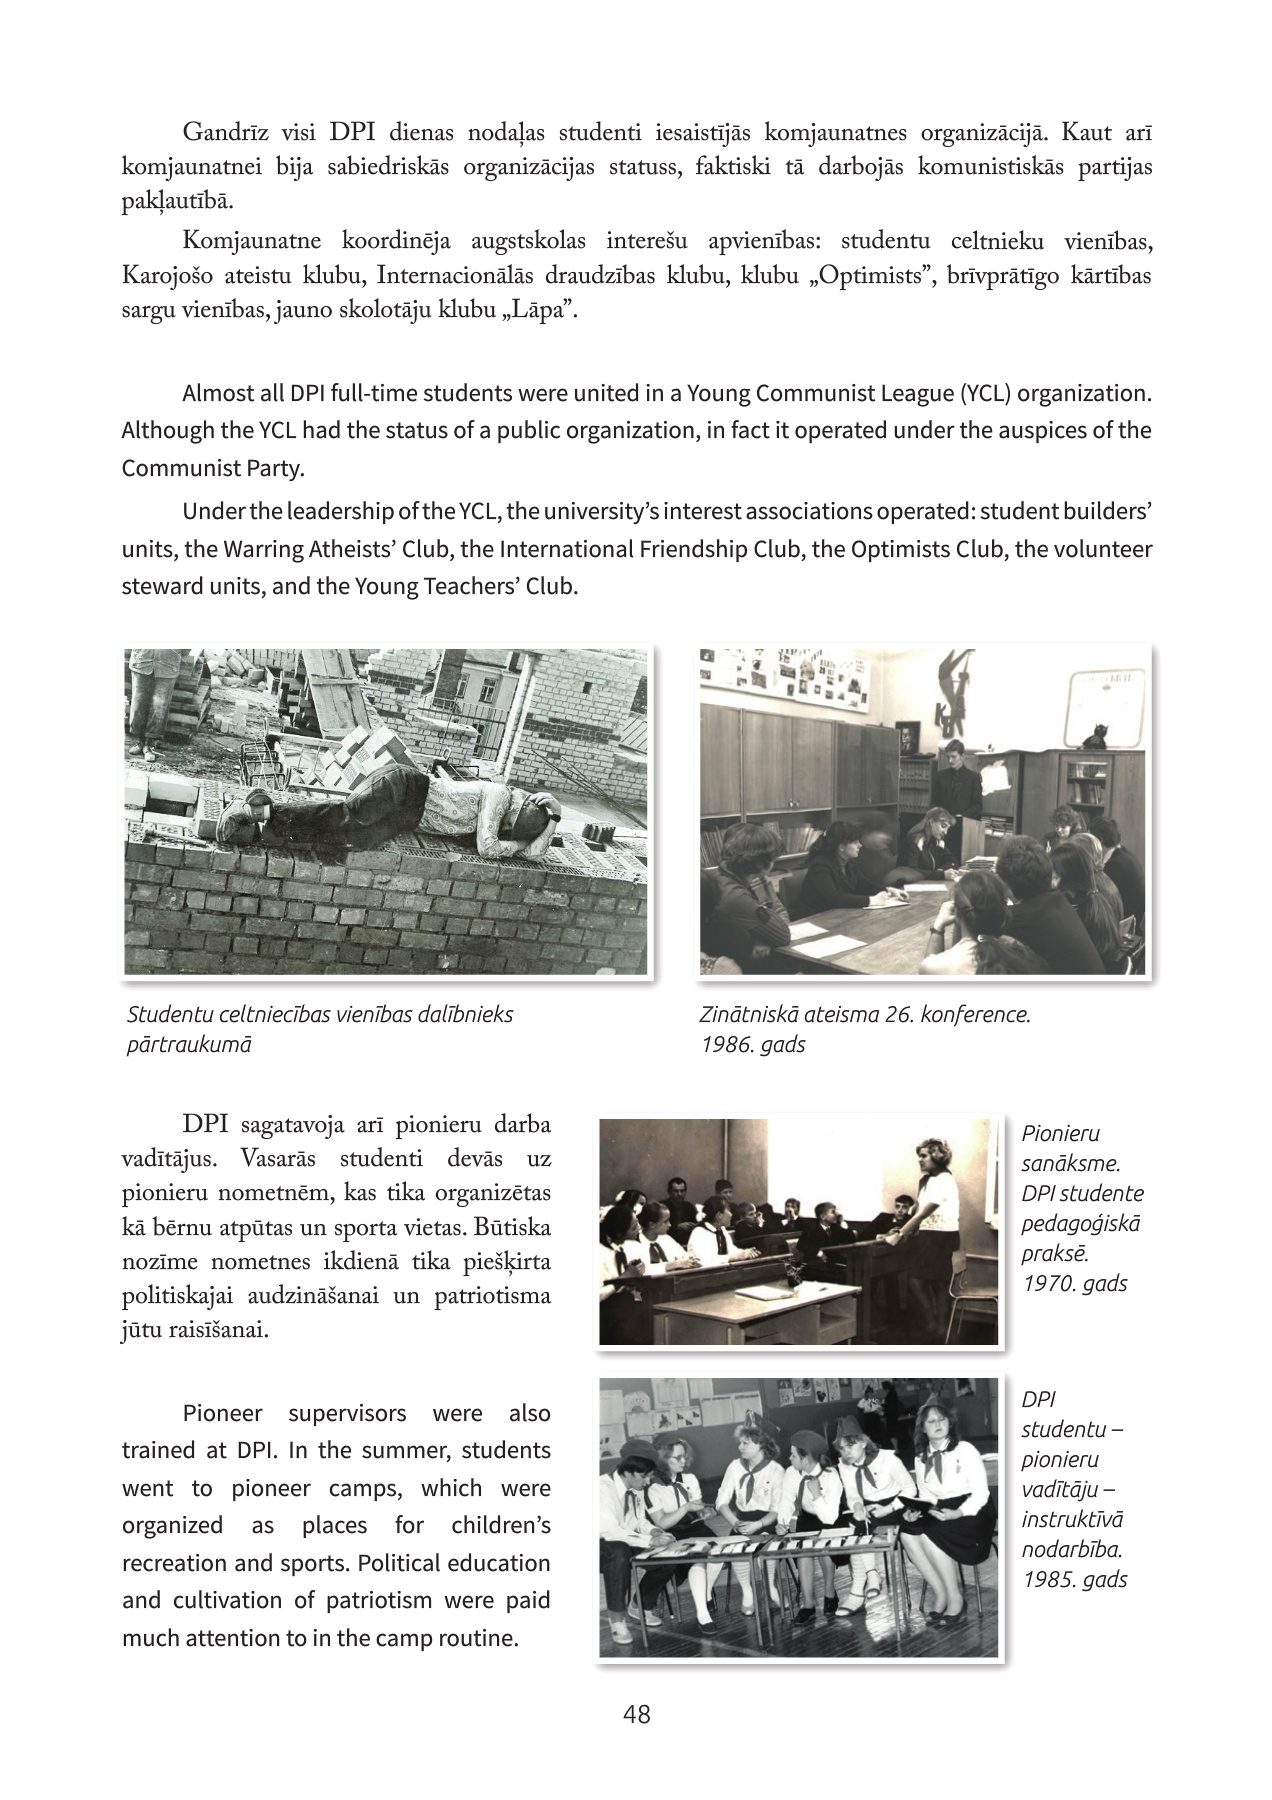 Gandrīz visi DPI dienas nodaļas studenti iesaistījās komjaunatnes organizācijā. Kaut arī
komjaunatnei bija sabiedriskās organizācijas statuss, faktiski tā darbojās komunistiskās partijas
pakļautībā.
Komjaunatne koordinēja augstskolas interešu apvienības: studentu celtnieku vienības,
Karojošo ateistu klubu, Internacionālās draudzības klubu, klubu „Optimists”, brīvprātīgo kārtības
sargu vienības, jauno skolotāju klubu „Lāpa”.
Almost all DPI full-time students were united in a Young Communist League (YCL) organization.
Although the YCL had the status of a public organization, in fact it operated under the auspices of the
Communist Party.
Under the leadership of the YCL, the university’s interest associations operated: student builders’
units, the Warring Atheists’ Club, the International Friendship Club, the Optimists Club, the volunteer
steward units, and the Young Teachers’ Club.
Studentu celtniecības vienības dalībnieks
pārtraukumā
Zinātniskā ateisma 26. konference.
1986. gads
DPI sagatavoja arī pionieru darba
vadītājus. Vasarās studenti devās uz
pionieru nometnēm, kas tika organizētas
kā bērnu atpūtas un sporta vietas. Būtiska
nozīme nometnes ikdienā tika piešķirta
politiskajai audzināšanai un patriotisma
jūtu raisīšanai.
Pioneer supervisors were also
trained at DPI. In the summer, students
went to pioneer camps, which were
organized as places for children’s
recreation and sports. Political education
and cultivation of patriotism were paid
much attention to in the camp routine.
Pionieru
sanāksme.
DPI studente
pedagoģiskā
praksē.
1970. gads
DPI
studentu –
pionieru
vadītāju –
instruktīvā
nodarbība.
1985. gads
48